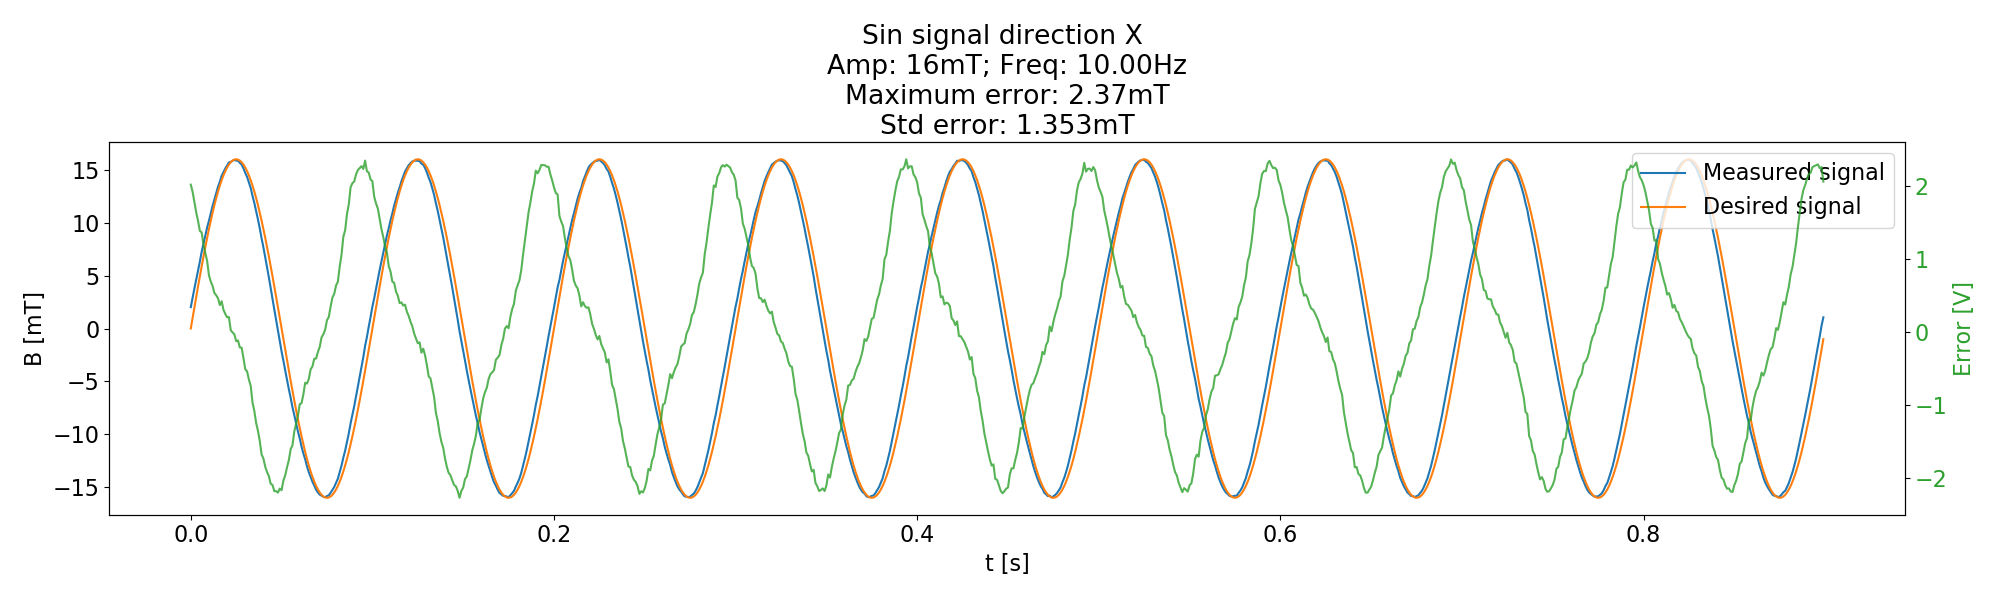 Sin signal direction X
Amp: 16mT; Freq: 10.00Hz
Maximum error: 2.37mT
Std error: 1.353mT
B [mT]
15
10
5
0
−5
−10
−15
Measured signal
Desired signal
2
1
0
−1
−2
Error [V]
0.0 0.2 0.4 0.6 0.8
t [s]